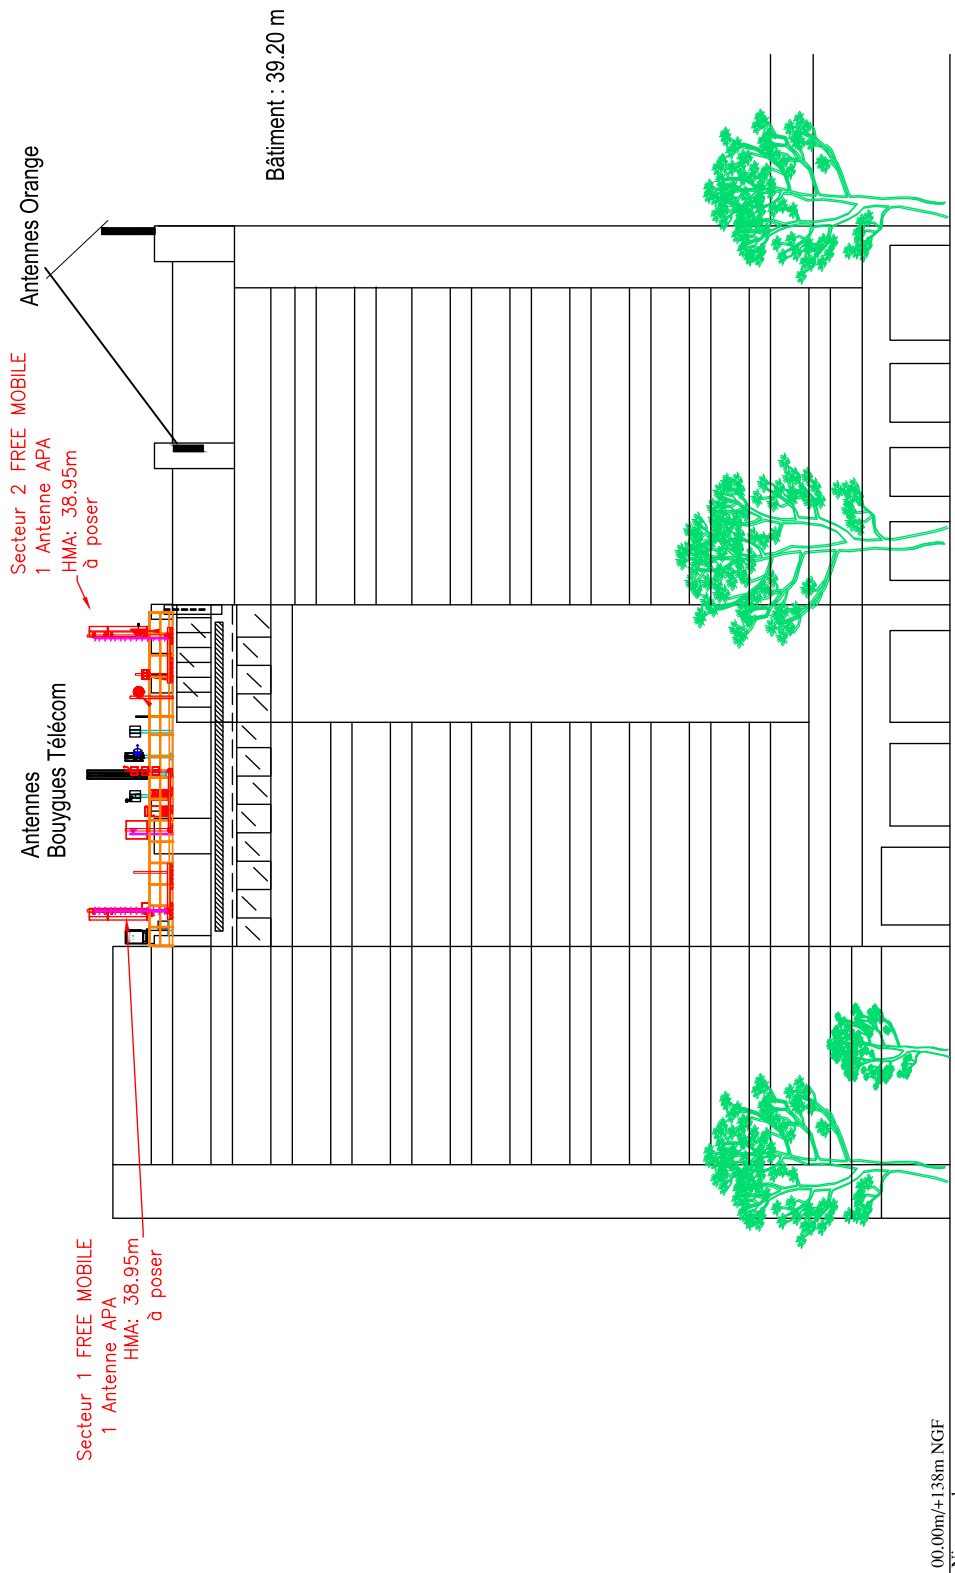 Secteur 1 FREE MOBILE
1 Antenne APA
HMA: 38.95m
à poser
Antennes
Bouygues Télécom
Secteur 2 FREE MOBILE
1 Antenne APA
HMA: 38.95m
à poser
Antennes Orange
Bâtiment : 39.20 m
00.00m/+138m NGF